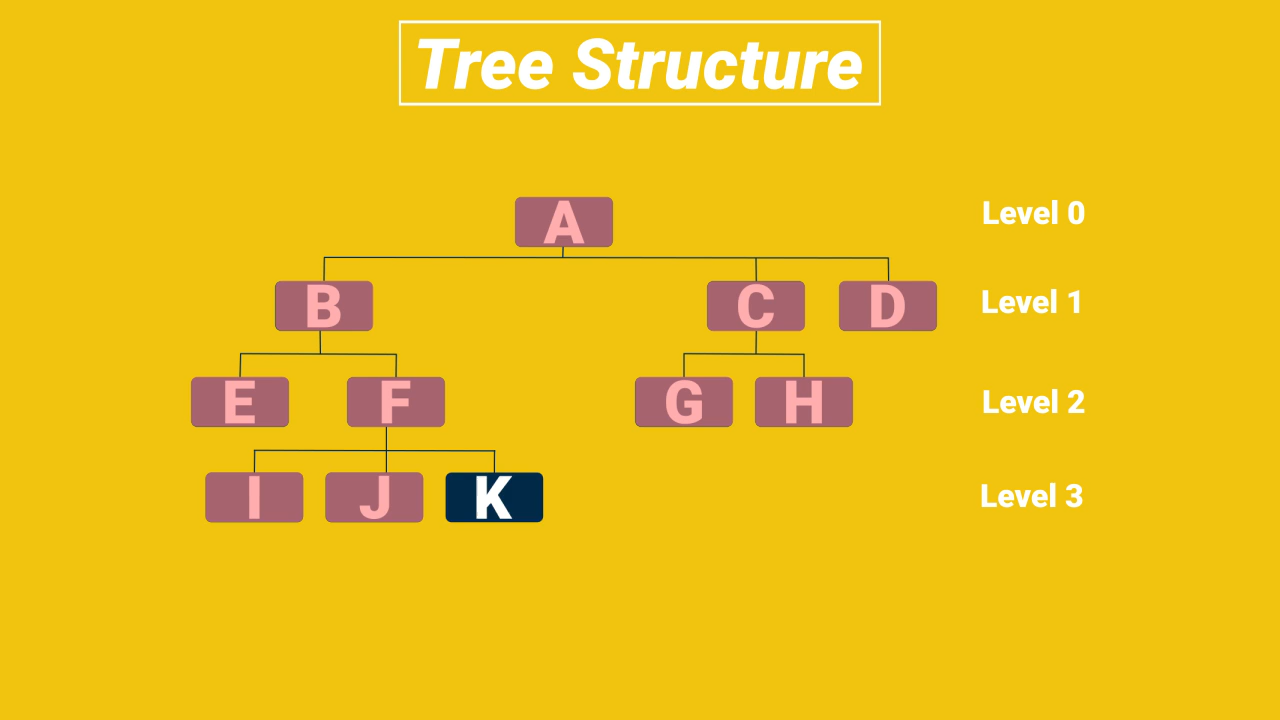 Tree Structure
A
Level 0
B
C
D
Level 1
E
F
G
H
Level 2
I
J
K
Level 3